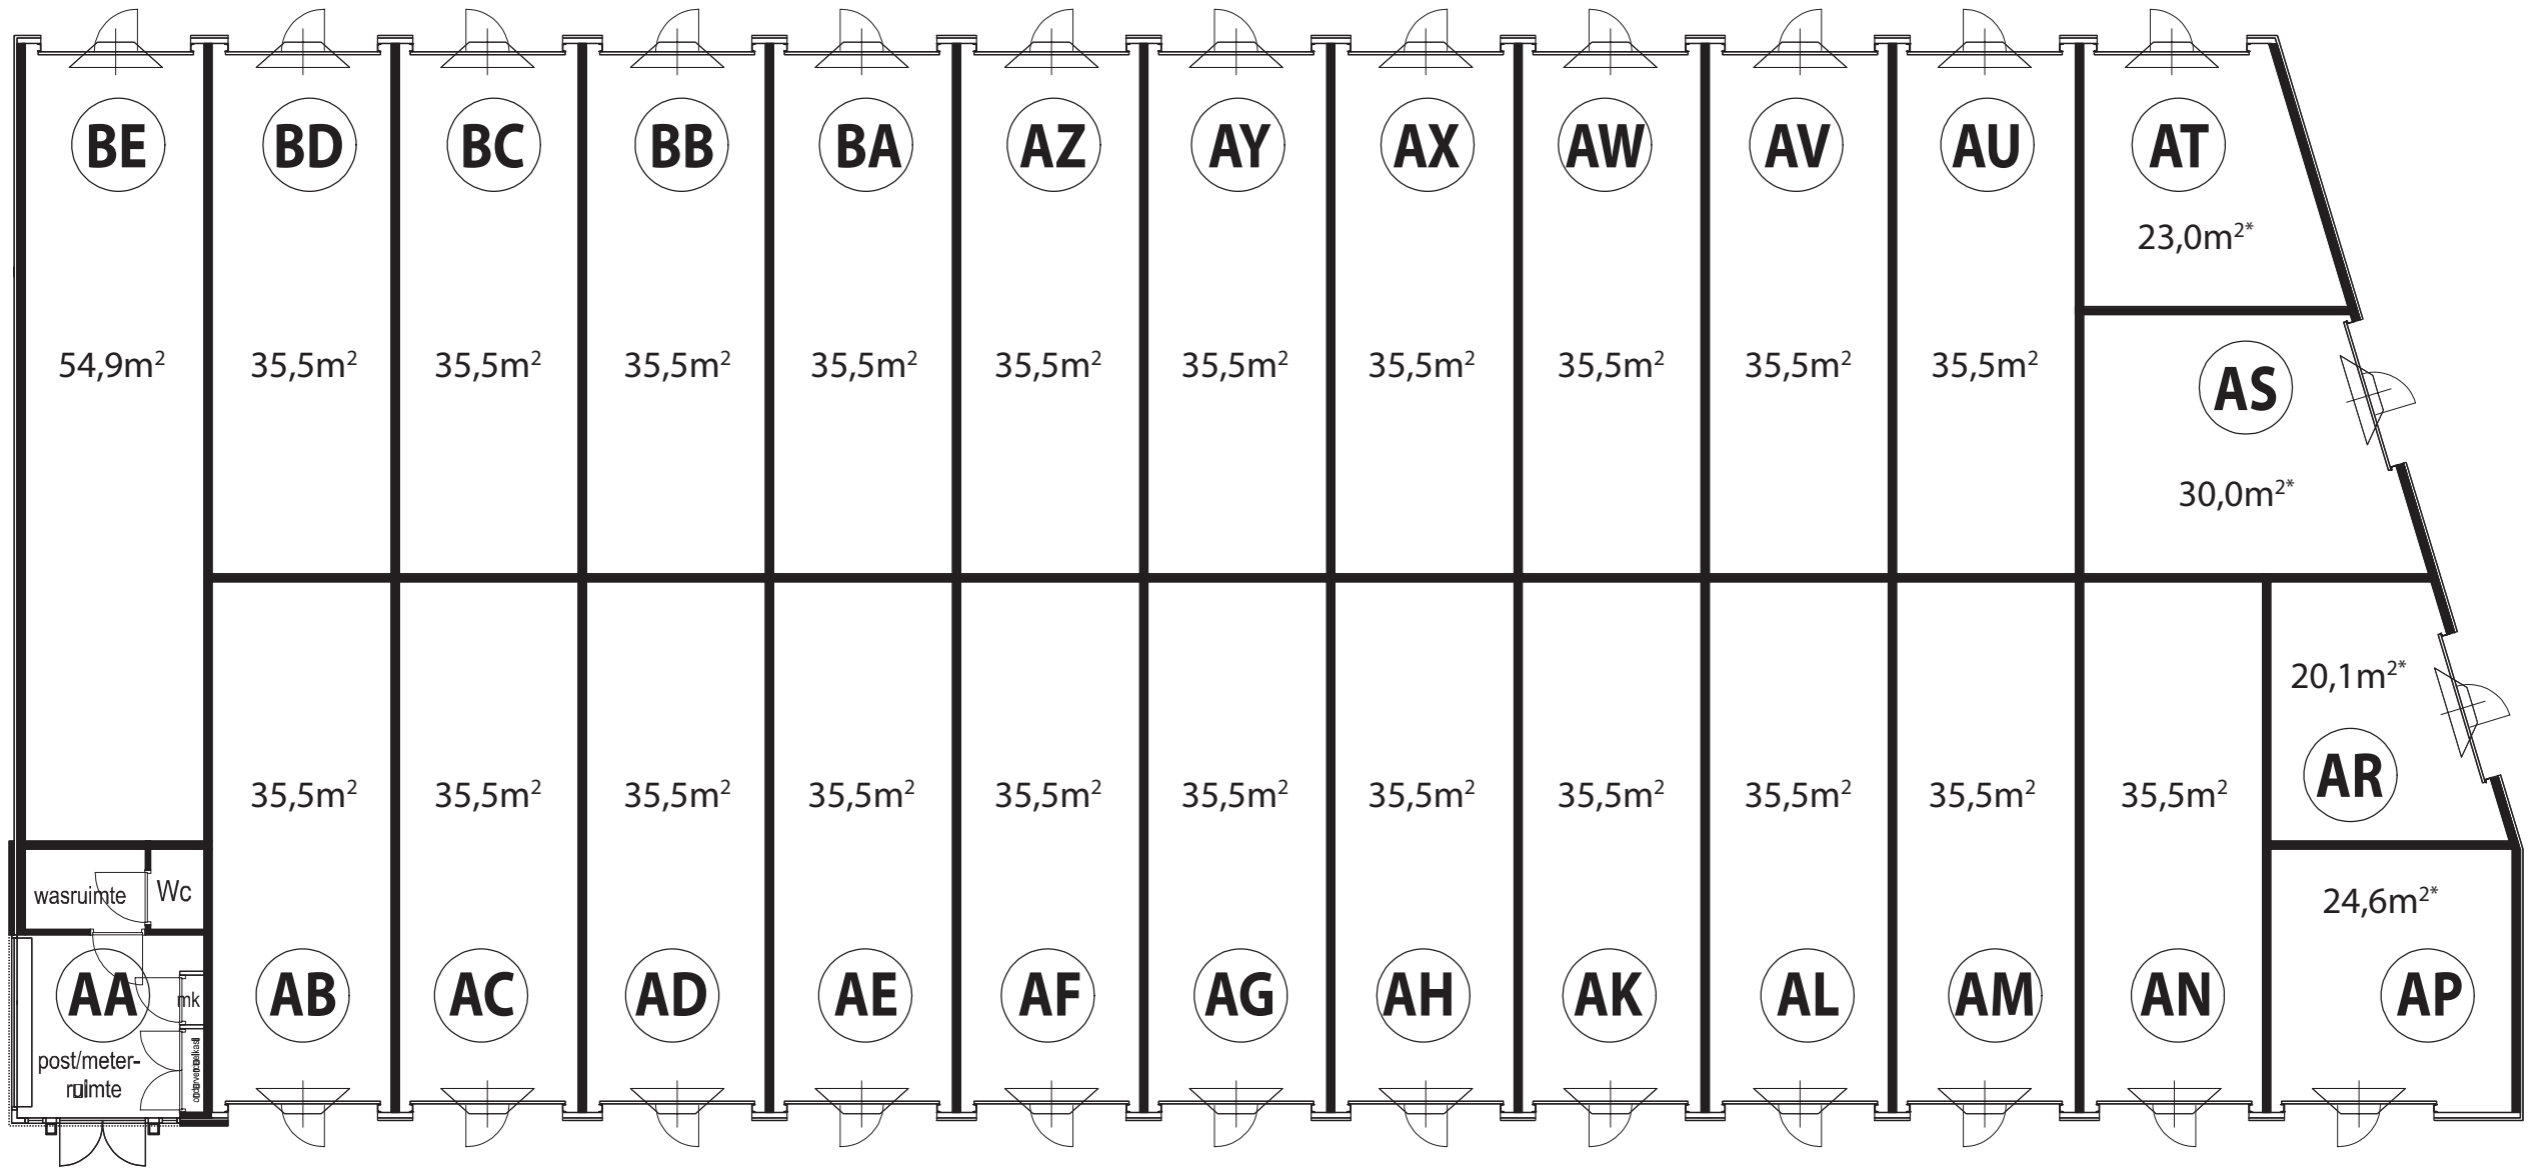 BE BD BC BB BA AZ AY AX AW AV AU AT
23,0m²*
54,9m² 35,5m² 35,5m² 35,5m² 35,5m² 35,5m² 35,5m² 35,5m² 35,5m² 35,5m² 35,5m²
AS
30,0m²*
20,1m²*
AR
35,5m² 35,5m² 35,5m² 35,5m² 35,5m² 35,5m² 35,5m² 35,5m² 35,5m² 35,5m² 35,5m²
wasruimte Wc
24,6m²*
AA mk AB AC AD AE AF AG AH AK AL AM AN AP
post/meter-
ruimte